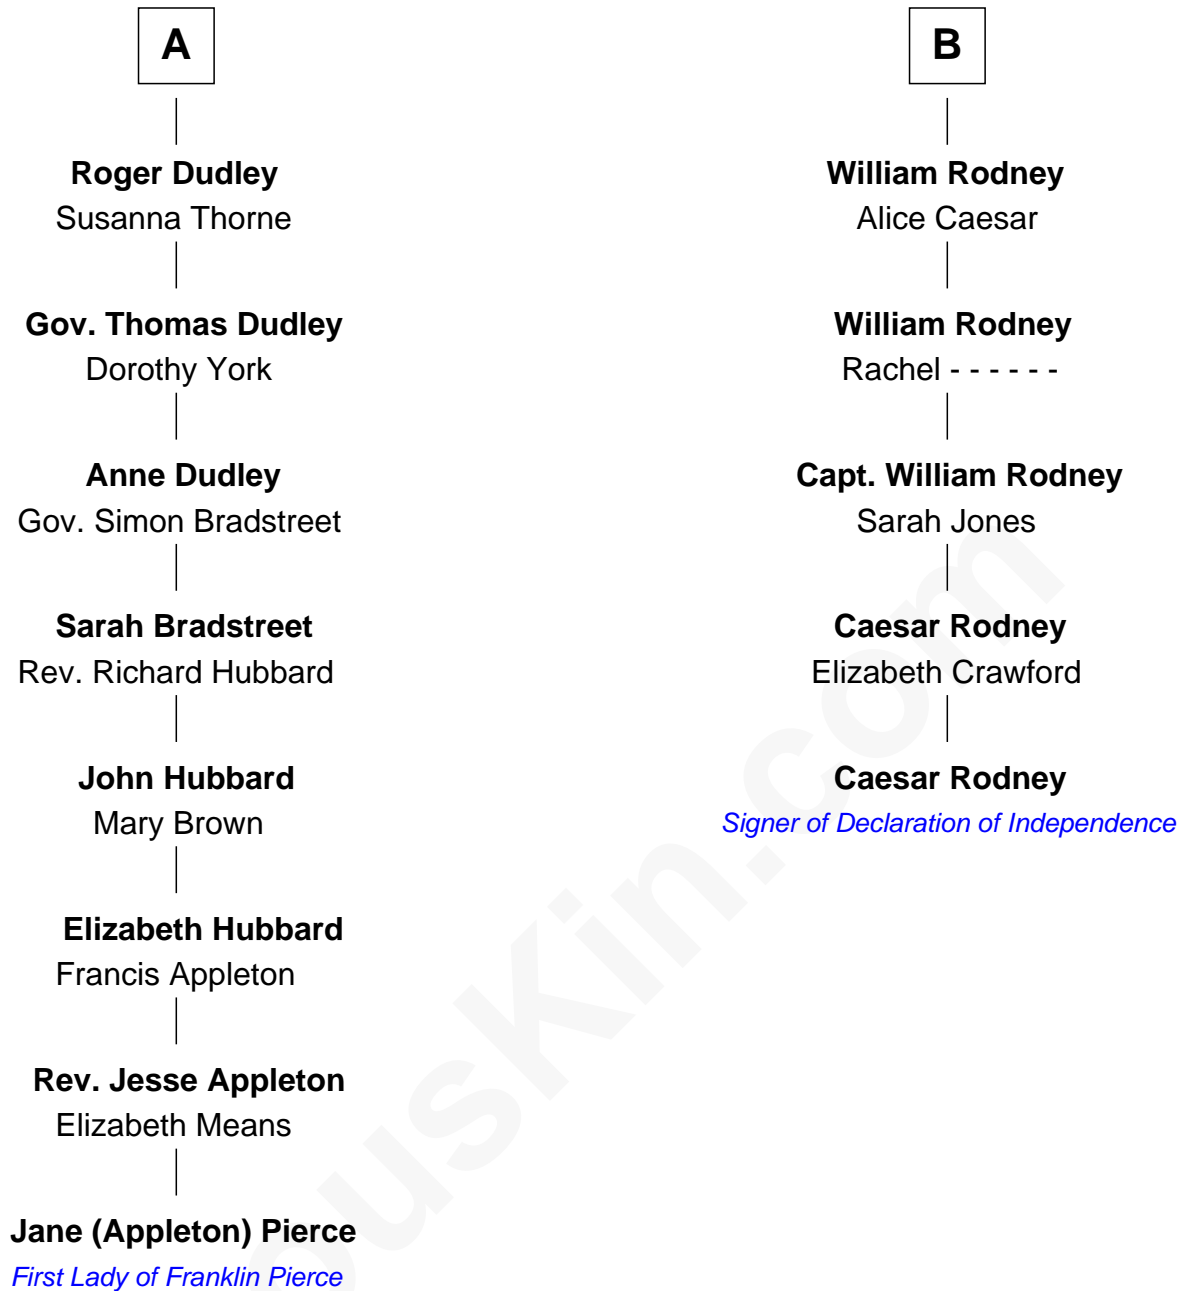 A
Roger Dudley
Susanna Thorne
Gov. Thomas Dudley
Dorothy York
Anne Dudley
Gov. Simon Bradstreet
Sarah Bradstreet
Rev. Richard Hubbard
John Hubbard
Mary Brown
Elizabeth Hubbard
Francis Appleton
Rev. Jesse Appleton
Elizabeth Means
Jane (Appleton) Pierce
First Lady of Franklin Pierce
B
William Rodney
Alice Caesar
William Rodney
Rachel - - - - - -
Capt. William Rodney
Sarah Jones
Caesar Rodney
Elizabeth Crawford
Caesar Rodney
Signer of Declaration of Independence
ousKin.com